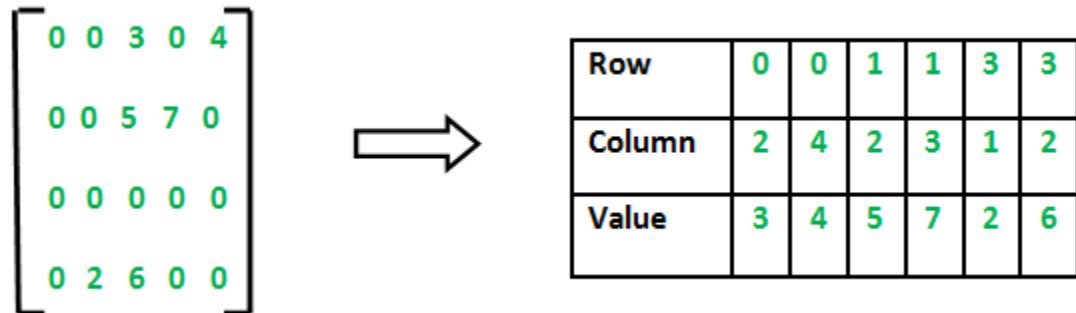 0 0 3 0 4
0 0 5 7 0
0 0 0 0 0
0 2 6 0 0
Row 0 0 1 1 3 3
Column 2 4 2 3 1 2
Value 3 4 5 7 2 6